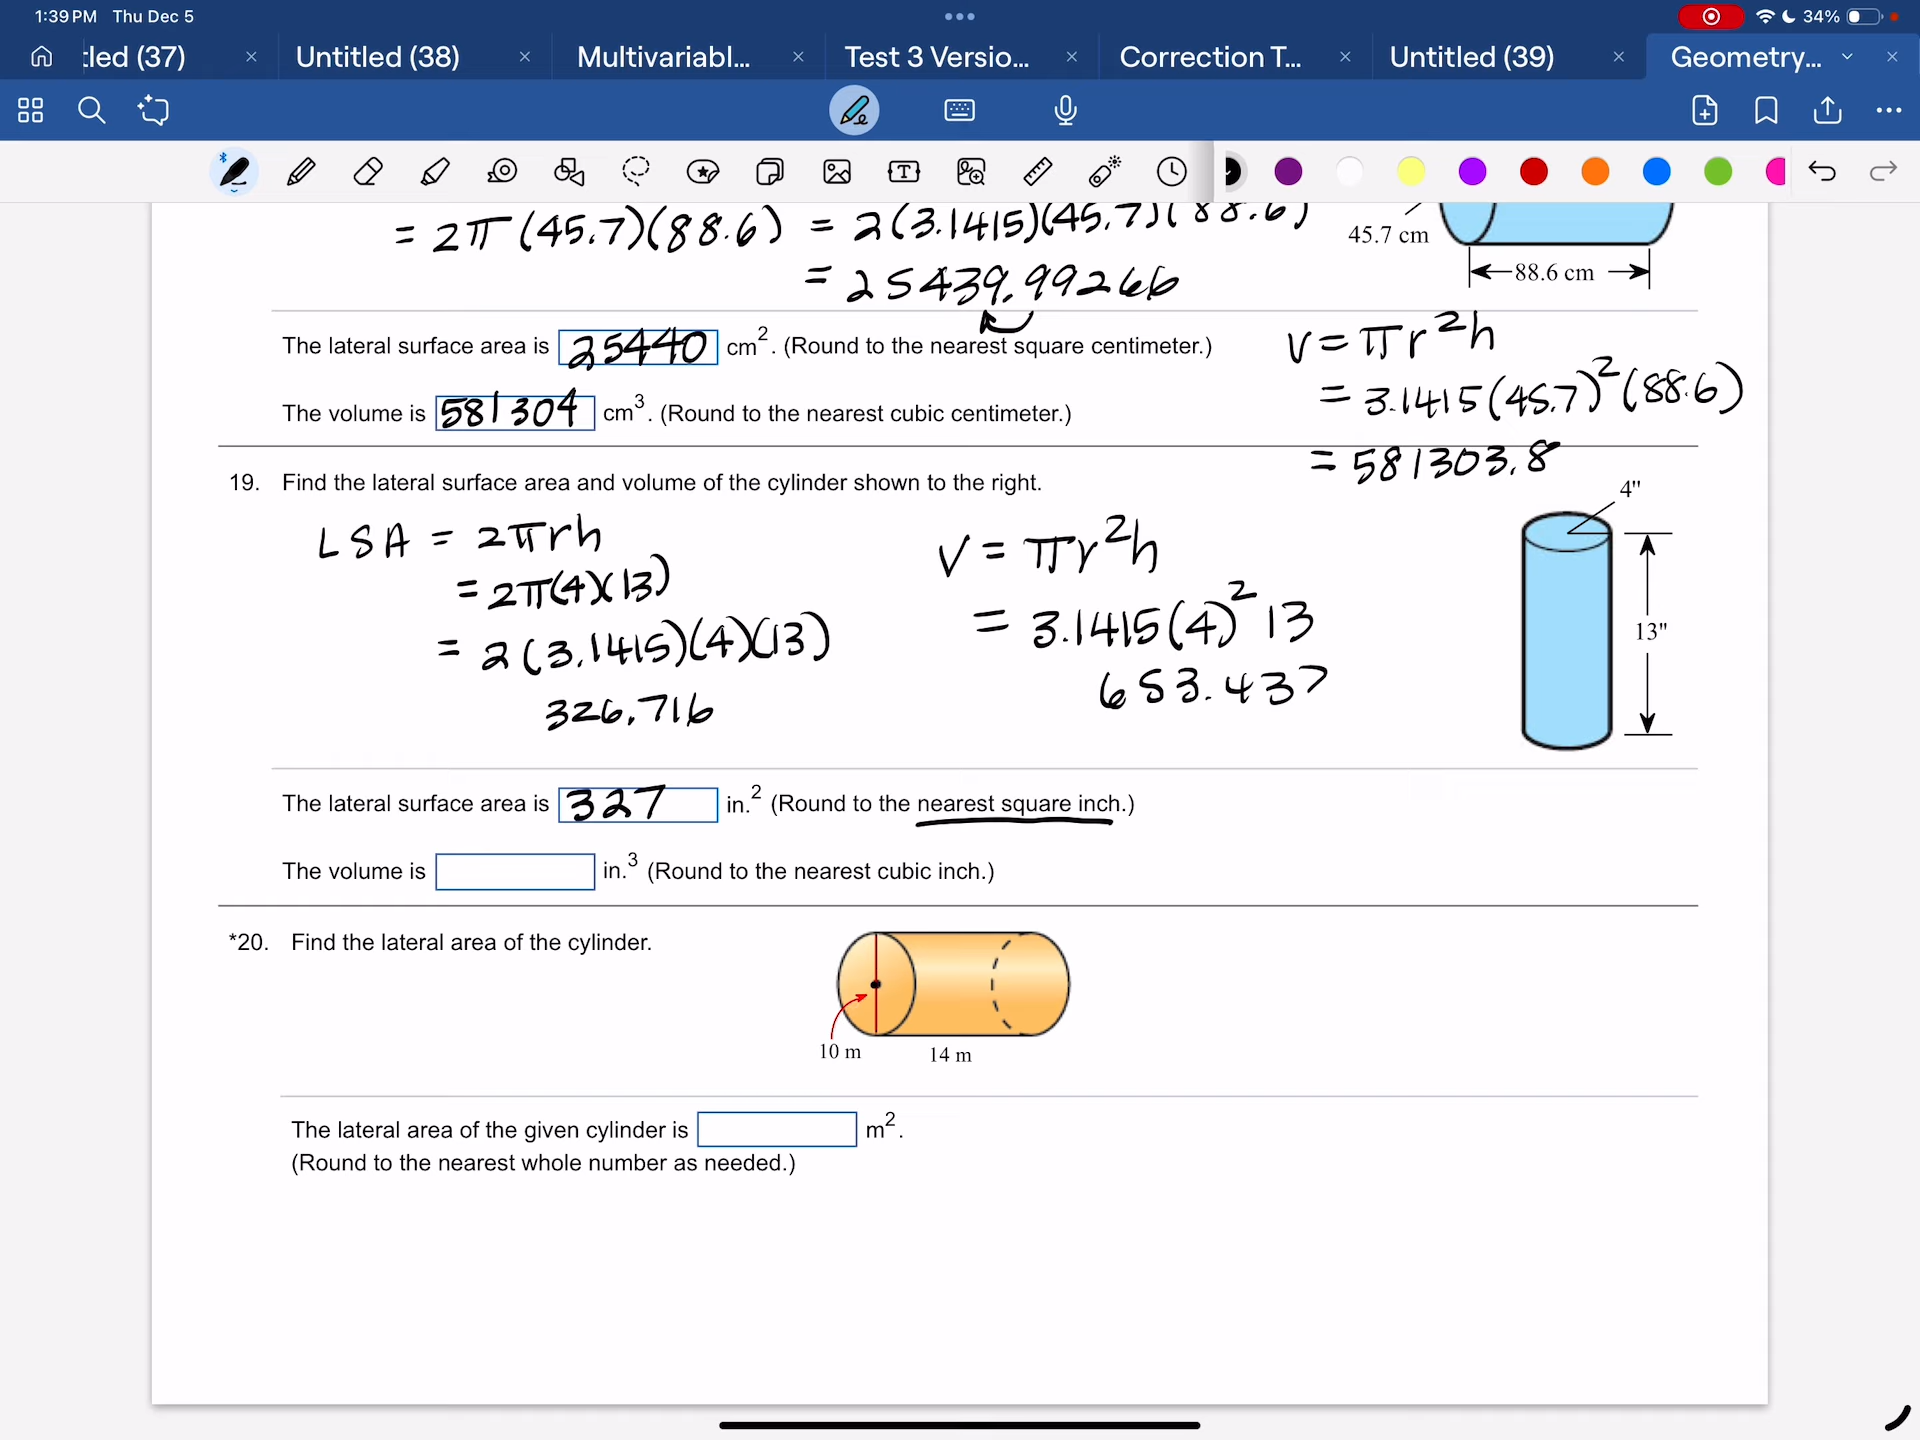 1:39 PM Thu Dec 5
34%
:led (37)
Untitled (38)
Multivariabl...
Test 3 Versio...
Correction T...
Untitled (39)
Geometry...
= 2π(45.7)(88.6) = 2(3.1415)(45.7)(88.6)
= 25439.99266
45.7 cm
88.6 cm
The lateral surface area is 25440 cm². (Round to the nearest square centimeter.)
The volume is 581304 cm³. (Round to the nearest cubic centimeter.)
V = πr²h
= 3.1415(45.7)²(88.6)
= 581303.8
19. Find the lateral surface area and volume of the cylinder shown to the right.
LSA = 2πrh
= 2π(4)(13)
= 2(3.1415)(4)(13)
326.716
V = πr²h
= 3.1415(4)² 13
653.437
4"
13"
The lateral surface area is 327 in.² (Round to the nearest square inch.)
The volume is in.³ (Round to the nearest cubic inch.)
*20. Find the lateral area of the cylinder.
10 m
14 m
The lateral area of the given cylinder is m².
(Round to the nearest whole number as needed.)